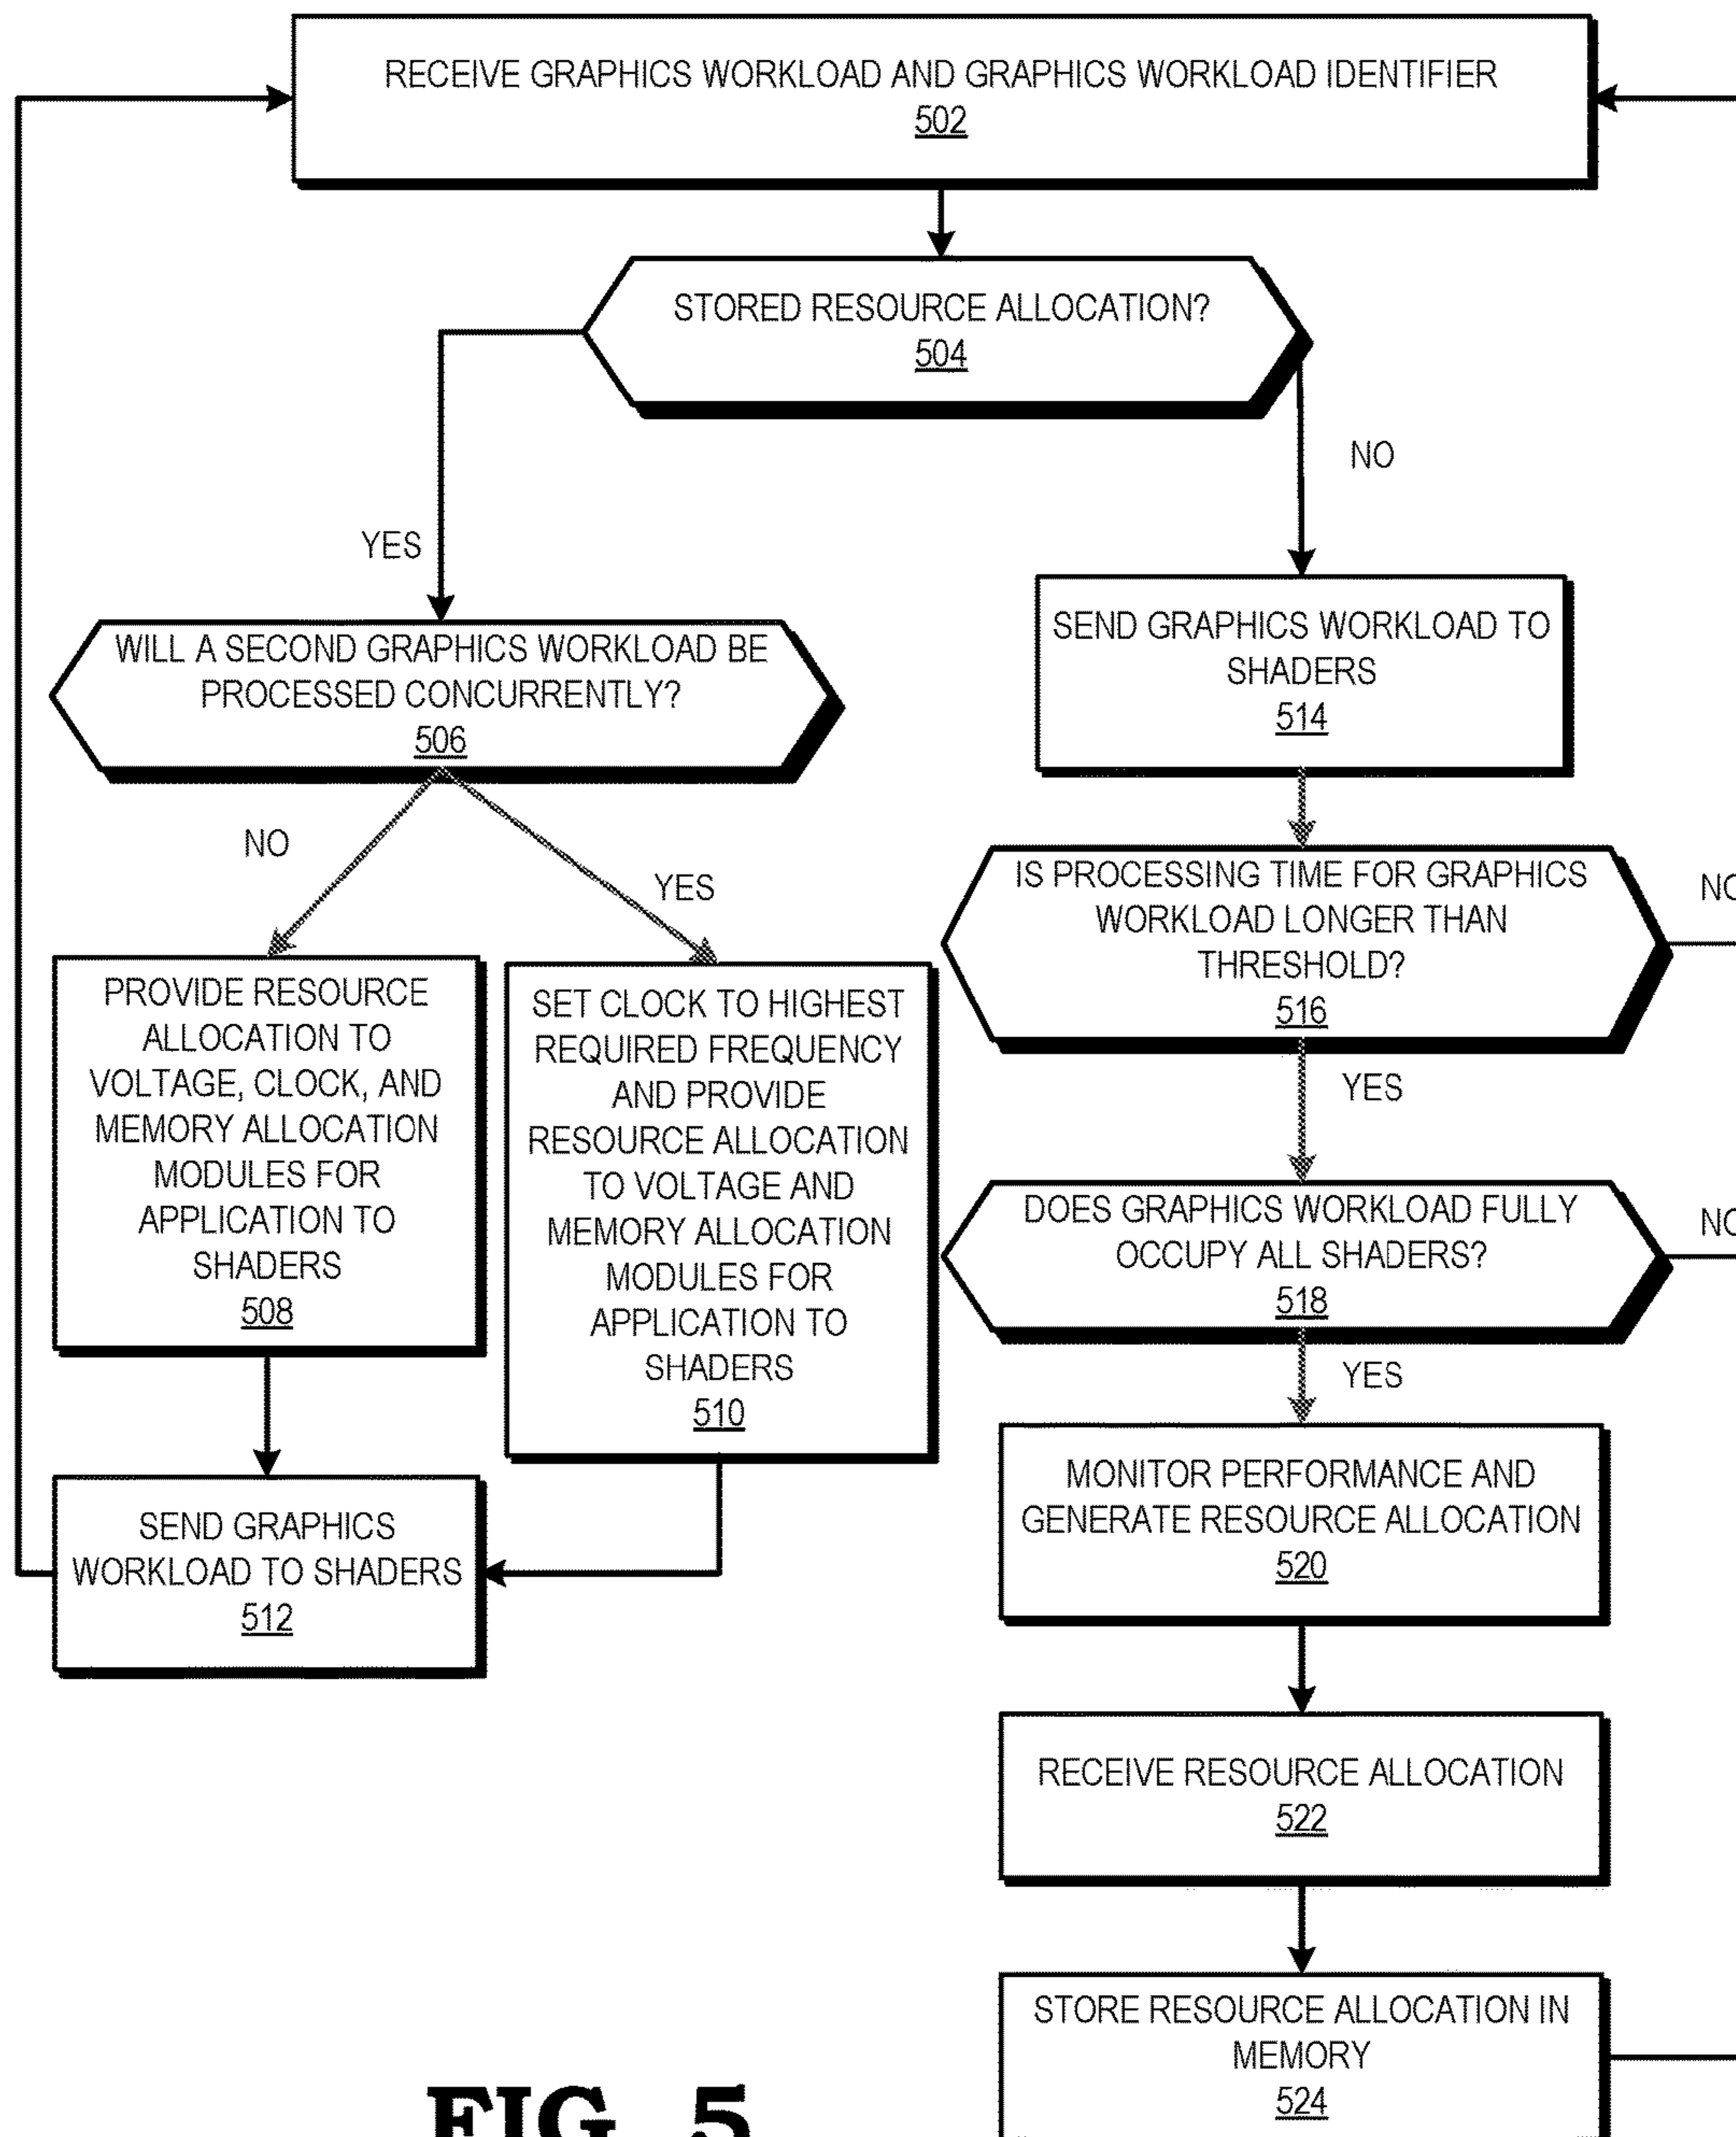 RECEIVE GRAPHICS WORKLOAD AND GRAPHICS WORKLOAD IDENTIFIER
502
STORED RESOURCE ALLOCATION?
504
NO
YES
WILL A SECOND GRAPHICS WORKLOAD BE
PROCESSED CONCURRENTLY?
506
NO
YES
PROVIDE RESOURCE
ALLOCATION TO
VOLTAGE, CLOCK, AND
MEMORY ALLOCATION
MODULES FOR
APPLICATION TO
SHADERS
508
SET CLOCK TO HIGHEST
REQUIRED FREQUENCY
AND PROVIDE
RESOURCE ALLOCATION
TO VOLTAGE AND
MEMORY ALLOCATION
MODULES FOR
APPLICATION TO
SHADERS
510
SEND GRAPHICS
WORKLOAD TO SHADERS
512
SEND GRAPHICS WORKLOAD TO
SHADERS
514
IS PROCESSING TIME FOR GRAPHICS
WORKLOAD LONGER THAN
THRESHOLD?
516
NO
YES
DOES GRAPHICS WORKLOAD FULLY
OCCUPY ALL SHADERS?
518
NO
YES
MONITOR PERFORMANCE AND
GENERATE RESOURCE ALLOCATION
520
RECEIVE RESOURCE ALLOCATION
522
STORE RESOURCE ALLOCATION IN
MEMORY
524
FIG. 5